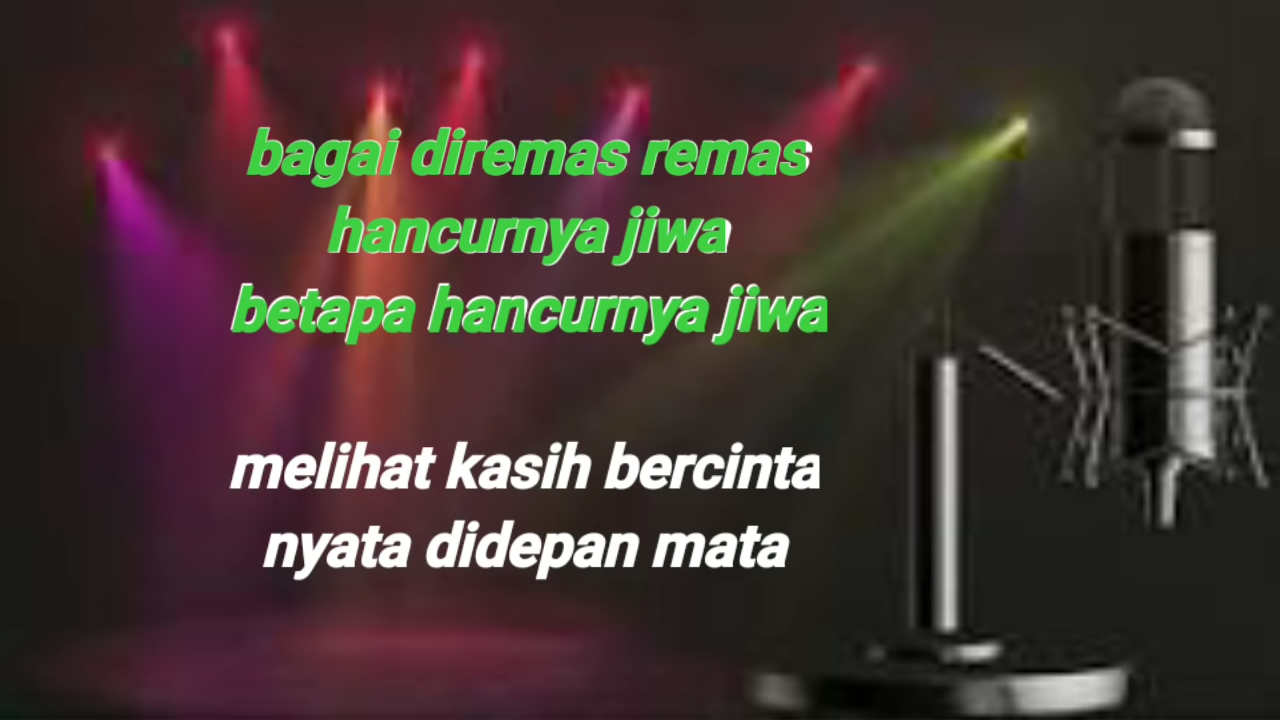 bagai diremas remas
hancurnya jiwa
betapa hancurnya jiwa
melihat kasih bercinta
nyata didepan mata